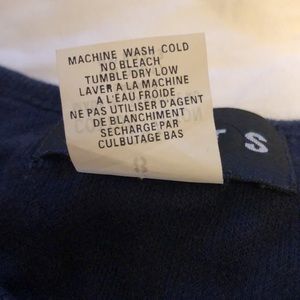 MACHINE WASH COLD
NO BLEACH
TUMBLE DRY LOW
LAVER A LA MACHINE
A L'EAU FROIDE
NE PAS UTILISER D'AGENT
DE BLANCHIMENT
SECHARGE PAR
CULBUTAGE BAS
S